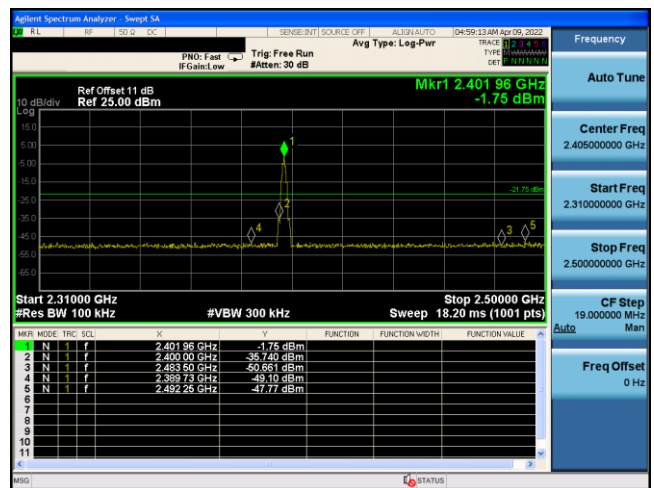 Agilent Spectrum Analyzer - Swept SA
RL RF 50 Ω DC SENSE:INT SOURCE OFF ALIGN AUTO 04:59:13 AM Apr 09, 2022
Avg Type: Log-Pwr
TRACE 1 2 3 4 5 6
TYPE
DET P N N N N N
PNO: Fast
IFGain:Low
Trig: Free Run
#Atten: 30 dB
Frequency
Mkr1 2.401 96 GHz
-1.75 dBm
Ref Offset 11 dB
Ref 25.00 dBm
10 dB/div
Log
15.0
5.00
-5.00
-15.0
-25.0
-35.0
-45.0
-55.0
-65.0
1
2
3
4
5
-21.75 dBm
Start 2.31000 GHz
Stop 2.50000 GHz
#Res BW 100 kHz
#VBW 300 kHz
Sweep 18.20 ms (1001 pts)
MKR MODE TRC SCL X Y FUNCTION FUNCTION WIDTH FUNCTION VALUE
1 N 1 f 2.401 96 GHz -1.75 dBm
2 N 1 f 2.400 00 GHz -35.740 dBm
3 N 1 f 2.483 50 GHz -50.661 dBm
4 N 1 f 2.389 73 GHz -49.10 dBm
5 N 1 f 2.492 25 GHz -47.77 dBm
6
7
8
9
10
11
MSG
STATUS
Auto Tune
Center Freq
2.405000000 GHz
Start Freq
2.310000000 GHz
Stop Freq
2.500000000 GHz
CF Step
19.000000 MHz
Auto Man
Freq Offset
0 Hz